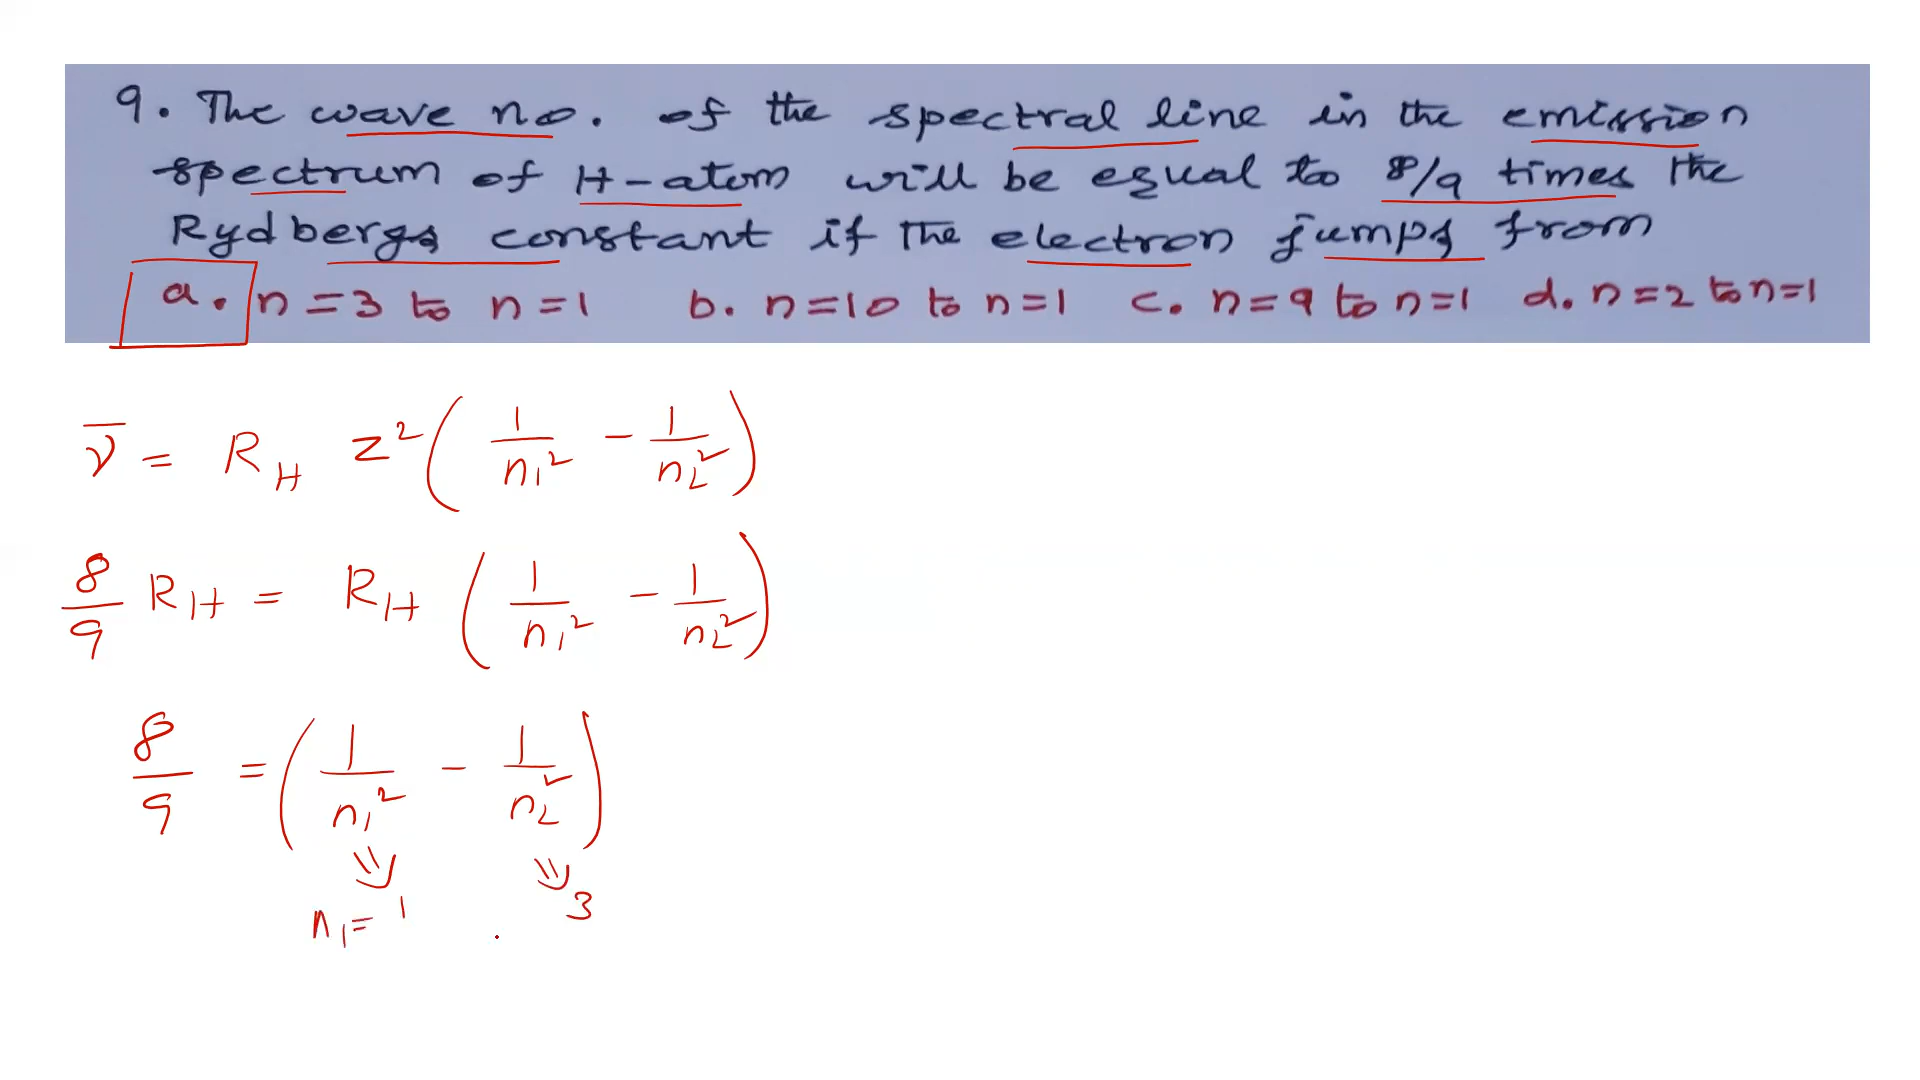 9. The wave no. of the spectral line in the emission
spectrum of H-atom will be equal to 8/9 times the
Rydbergs constant if the electron jumps from
a. n=3 to n=1 b. n=10 to n=1 c. n=9 to n=1 d. n=2 to n=1
ν̅ = R_H Z² (1/n₁² - 1/n₂²)
8/9 R_H = R_H (1/n₁² - 1/n₂²)
8/9 = (1/n₁² - 1/n₂²)
n₁ = 1 3